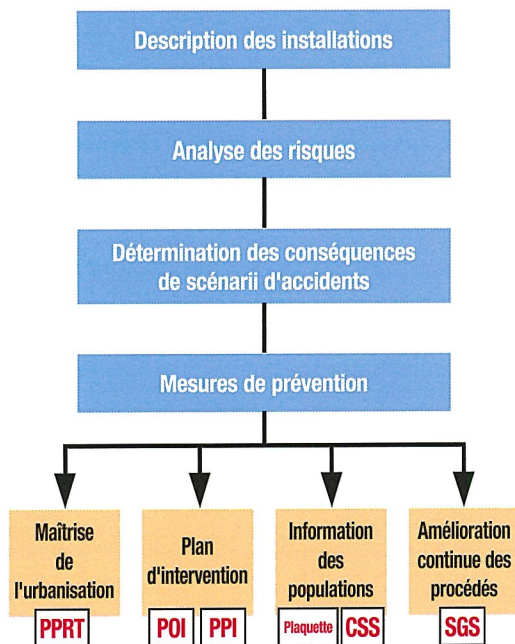 Description des installations
Analyse des risques
Détermination des conséquences
de scénarii d'accidents
Mesures de prévention
Maîtrise
de
l'urbanisation
PPRT
Plan
d'intervention
POI PPI
Information
des
populations
Plaquette CSS
Amélioration
continue des
procédés
SGS